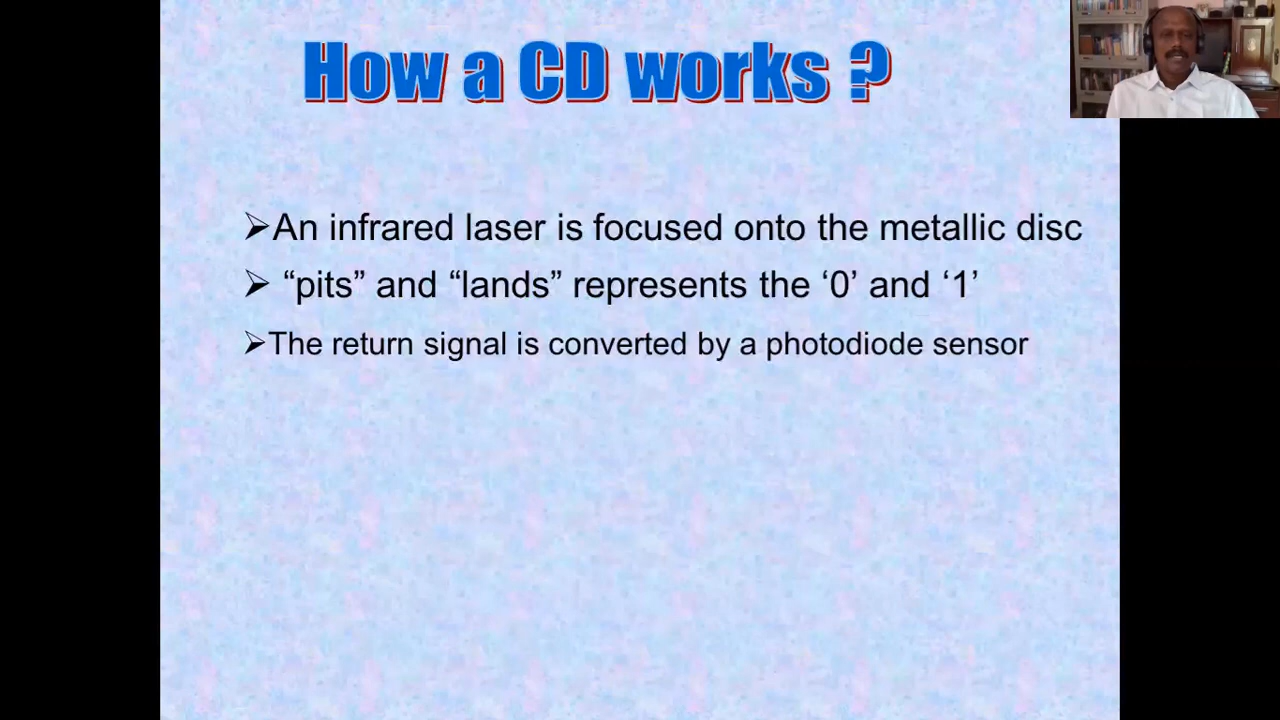 How a CD works ?
➢An infrared laser is focused onto the metallic disc
➢ “pits” and “lands” represents the ‘0’ and ‘1’
➢The return signal is converted by a photodiode sensor